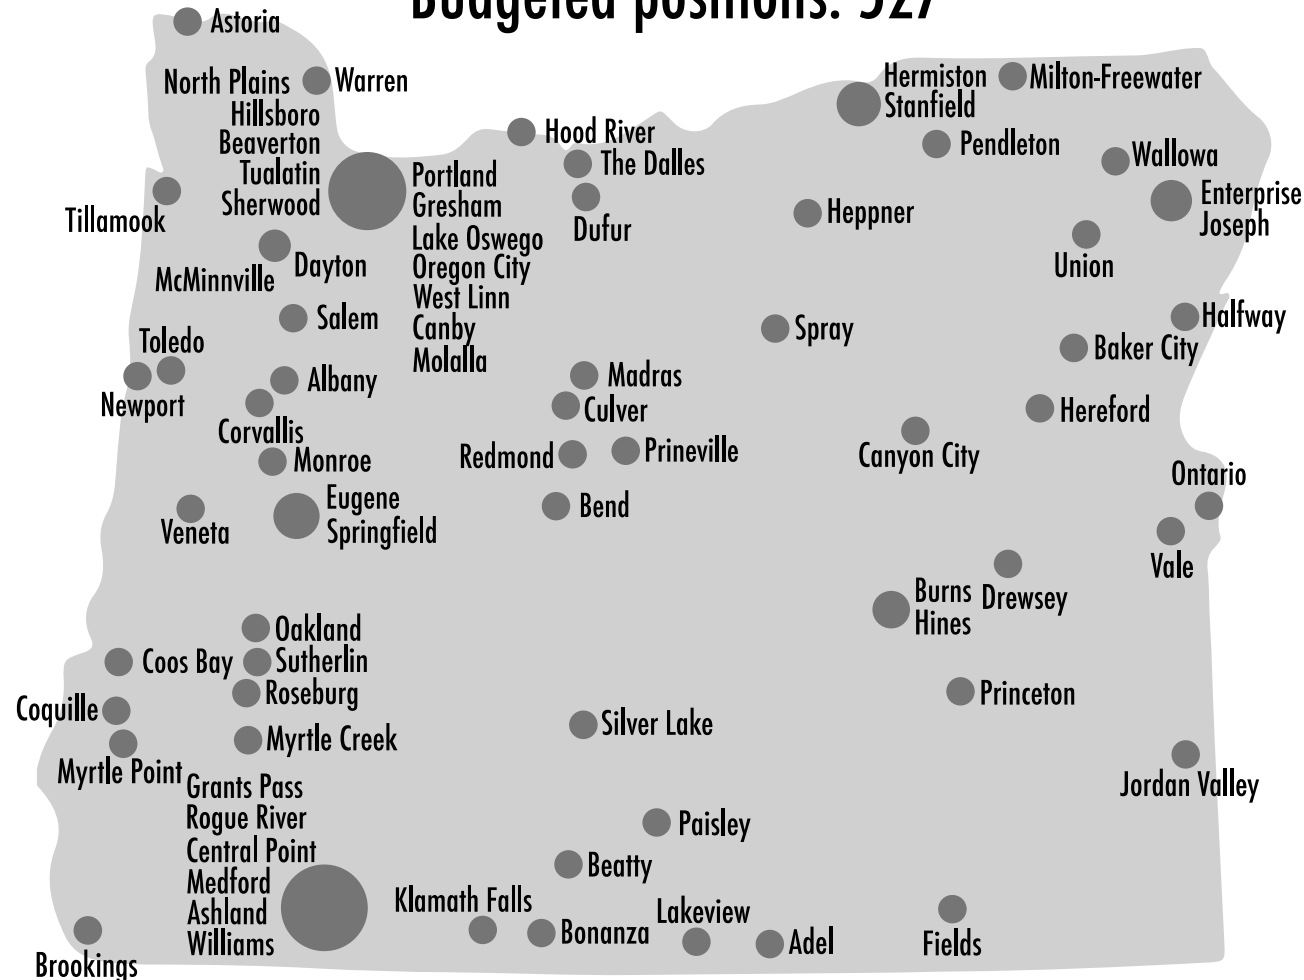 Budgeted positions: 527
Astoria
North Plains
Warren
Hillsboro
Beaverton
Tualatin
Sherwood
Tillamook
Portland
Gresham
Lake Oswego
Oregon City
West Linn
Canby
Molalla
Hood River
The Dalles
Dufur
Hermiston
Stanfield
Milton-Freewater
Pendleton
Wallowa
Enterprise
Joseph
Heppner
Union
McMinnville
Dayton
Salem
Toledo
Newport
Albany
Corvallis
Monroe
Veneta
Eugene
Springfield
Madras
Culver
Redmond
Prineville
Bend
Spray
Halfway
Baker City
Hereford
Canyon City
Ontario
Vale
Burns
Hines
Drewsey
Princeton
Jordan Valley
Oakland
Coos Bay
Sutherlin
Roseburg
Coquille
Myrtle Creek
Myrtle Point
Silver Lake
Grants Pass
Rogue River
Central Point
Medford
Ashland
Williams
Paisley
Beatty
Klamath Falls
Bonanza
Lakeview
Adel
Fields
Brookings